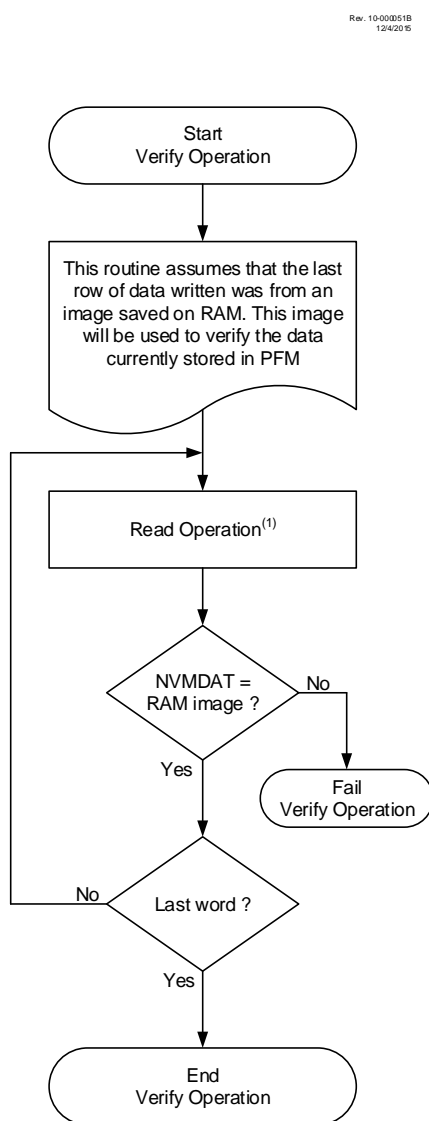 Rev. 10-000051B
12/4/2015
Start
Verify Operation
This routine assumes that the last
row of data written was from an
image saved on RAM. This image
will be used to verify the data
currently stored in PFM
Read Operation(1)
NVMDAT =
RAM image ?
No
Yes
Fail
Verify Operation
No
Last word ?
Yes
End
Verify Operation